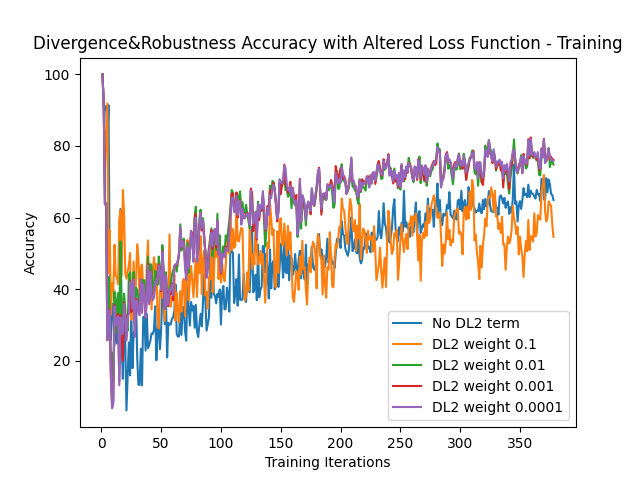 Divergence&Robustness Accuracy with Altered Loss Function - Training
100
80
60
40
20
Accuracy
0
50
100
150
200
250
300
350
Training Iterations
No DL2 term
DL2 weight 0.1
DL2 weight 0.01
DL2 weight 0.001
DL2 weight 0.0001